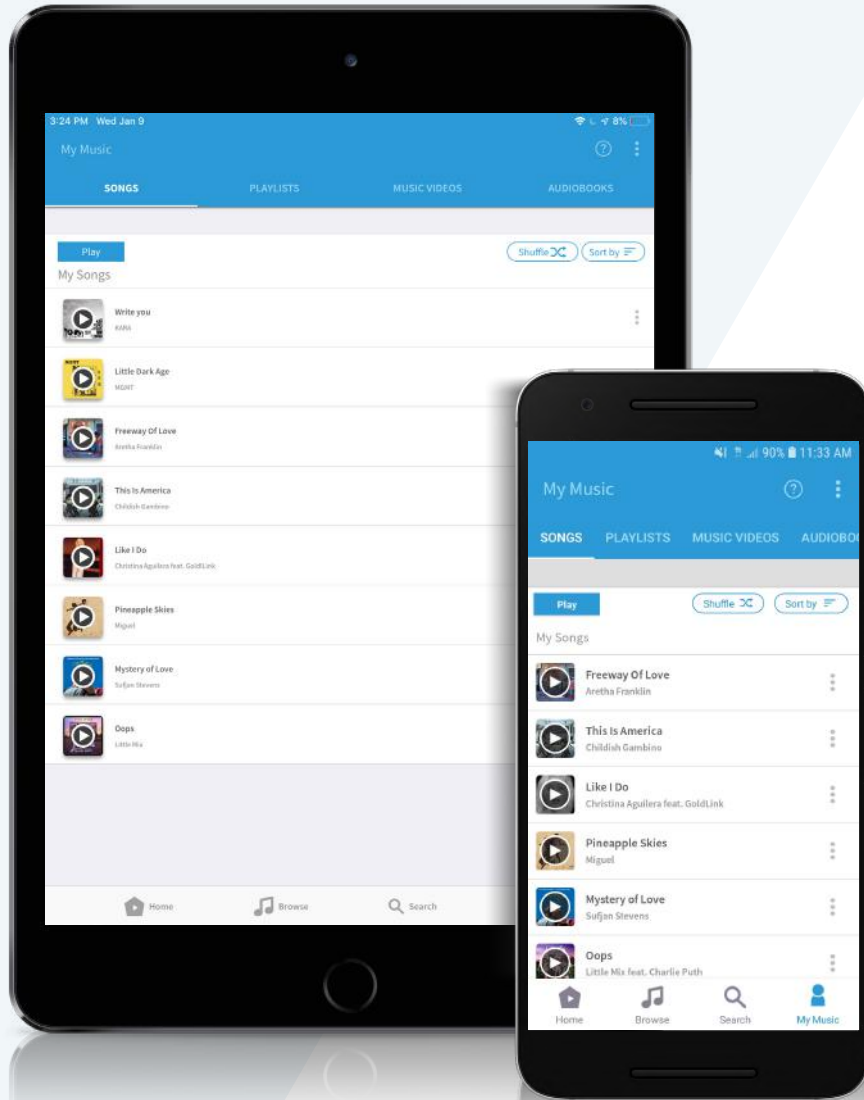 3:24 PM Wed Jan 9
8%
My Music
?
SONGS PLAYLISTS MUSIC VIDEOS AUDIOBOOKS
Play
Shuffle
Sort by
My Songs
Write you
Little Dark Age
MGMT
Freeway Of Love
Aretha Franklin
This Is America
Childish Gambino
Like I Do
Christina Aguilera feat. GoldLink
Pineapple Skies
Miguel
Mystery of Love
Sufjan Stevens
Oops
Little Mix
Home Browse Search
90% 11:33 AM
My Music
?
SONGS PLAYLISTS MUSIC VIDEOS AUDIOBO
Play
Shuffle
Sort by
My Songs
Freeway Of Love
Aretha Franklin
This Is America
Childish Gambino
Like I Do
Christina Aguilera feat. GoldLink
Pineapple Skies
Miguel
Mystery of Love
Sufjan Stevens
Oops
Little Mix feat. Charlie Puth
Home Browse Search My Music